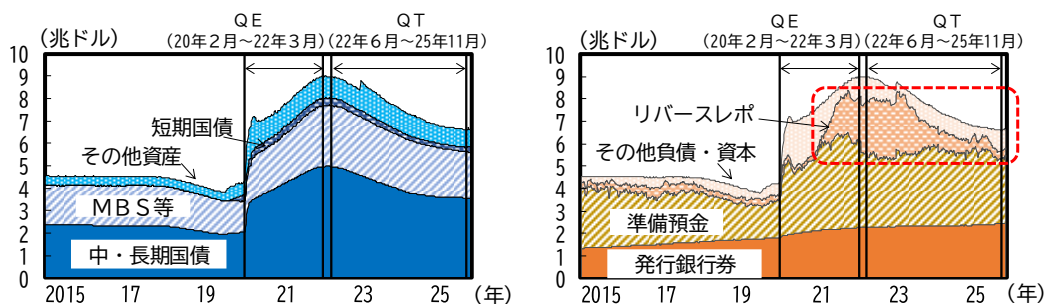 QE
QT
(兆ドル)
(20年2月~22年3月)
(22年6月~25年11月)
10
9
8
7
6
5
4
3
2
1
0
短期国債
その他資産
MBS等
中・長期国債
2015
17
19
21
23
25
(年)
QE
QT
(兆ドル)
(20年2月~22年3月)
(22年6月~25年11月)
10
9
8
7
6
5
4
3
2
1
0
リバースレポ
その他負債・資本
準備預金
発行銀行券
2015
17
19
21
23
25
(年)